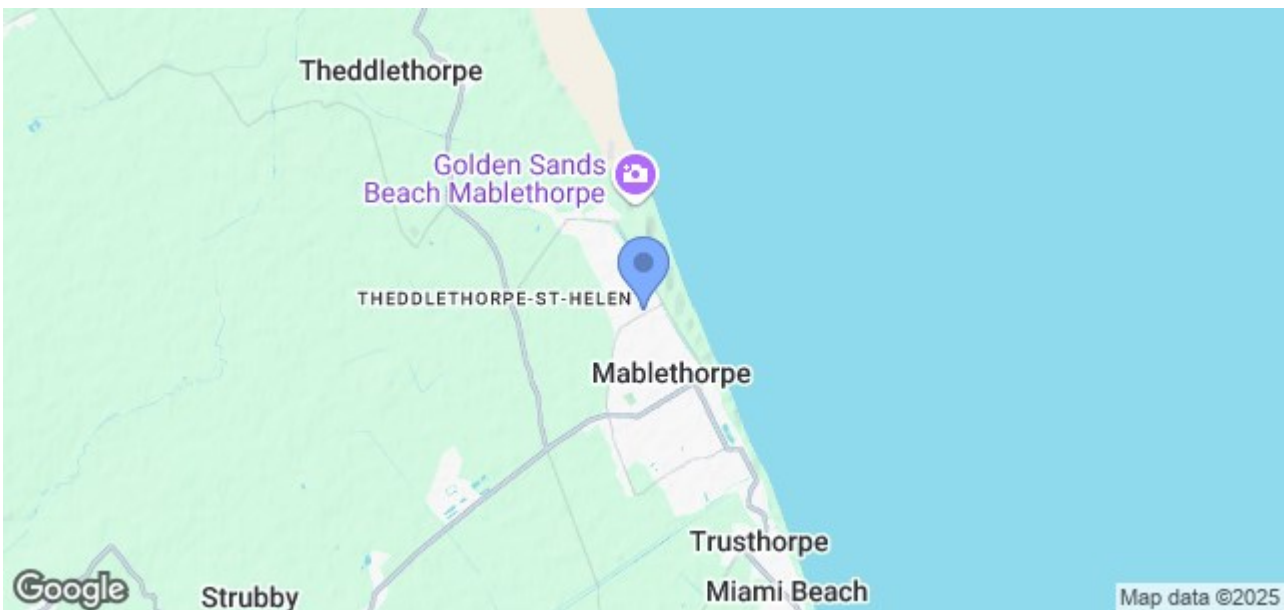 Theddlethorpe
Golden Sands
Beach Mablethorpe
THEDDLETHORPE-ST-HELEN
Mablethorpe
Trusthorpe
Miami Beach
Strubby
Google
Map data ©2025